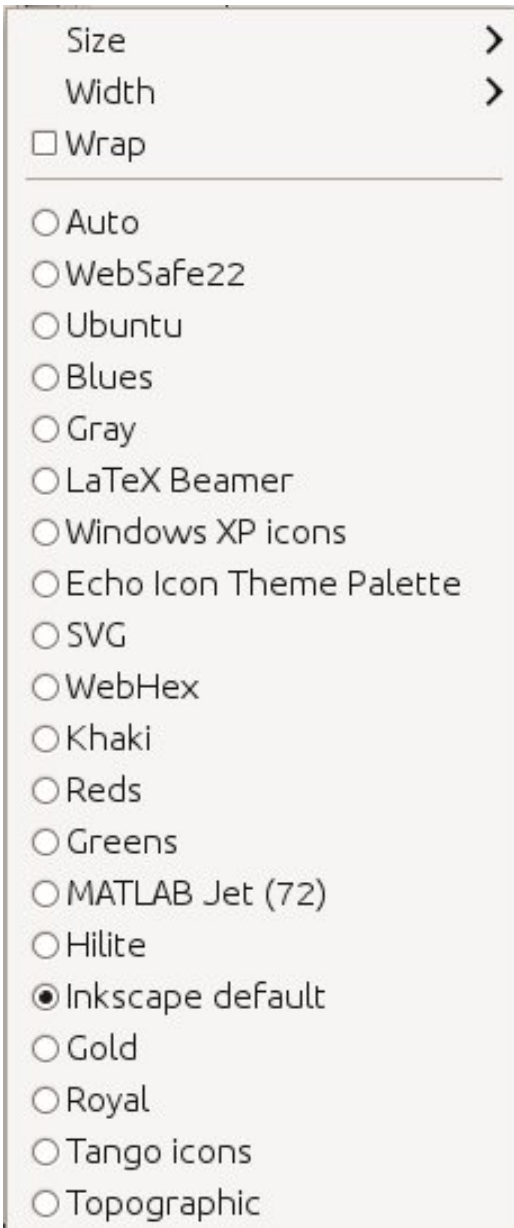 Size
Width
Wrap
Auto
WebSafe22
Ubuntu
Blues
Gray
LaTeX Beamer
Windows XP icons
Echo Icon Theme Palette
SVG
WebHex
Khaki
Reds
Greens
MATLAB Jet (72)
Hilite
Inkscape default
Gold
Royal
Tango icons
Topographic